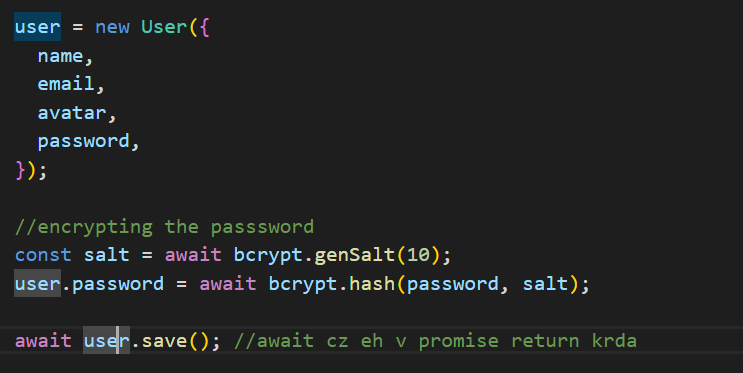 user = new User({
  name,
  email,
  avatar,
  password,
});
//encrypting the passsword
const salt = await bcrypt.genSalt(10);
user.password = await bcrypt.hash(password, salt);
await user.save(); //await cz eh v promise return krda